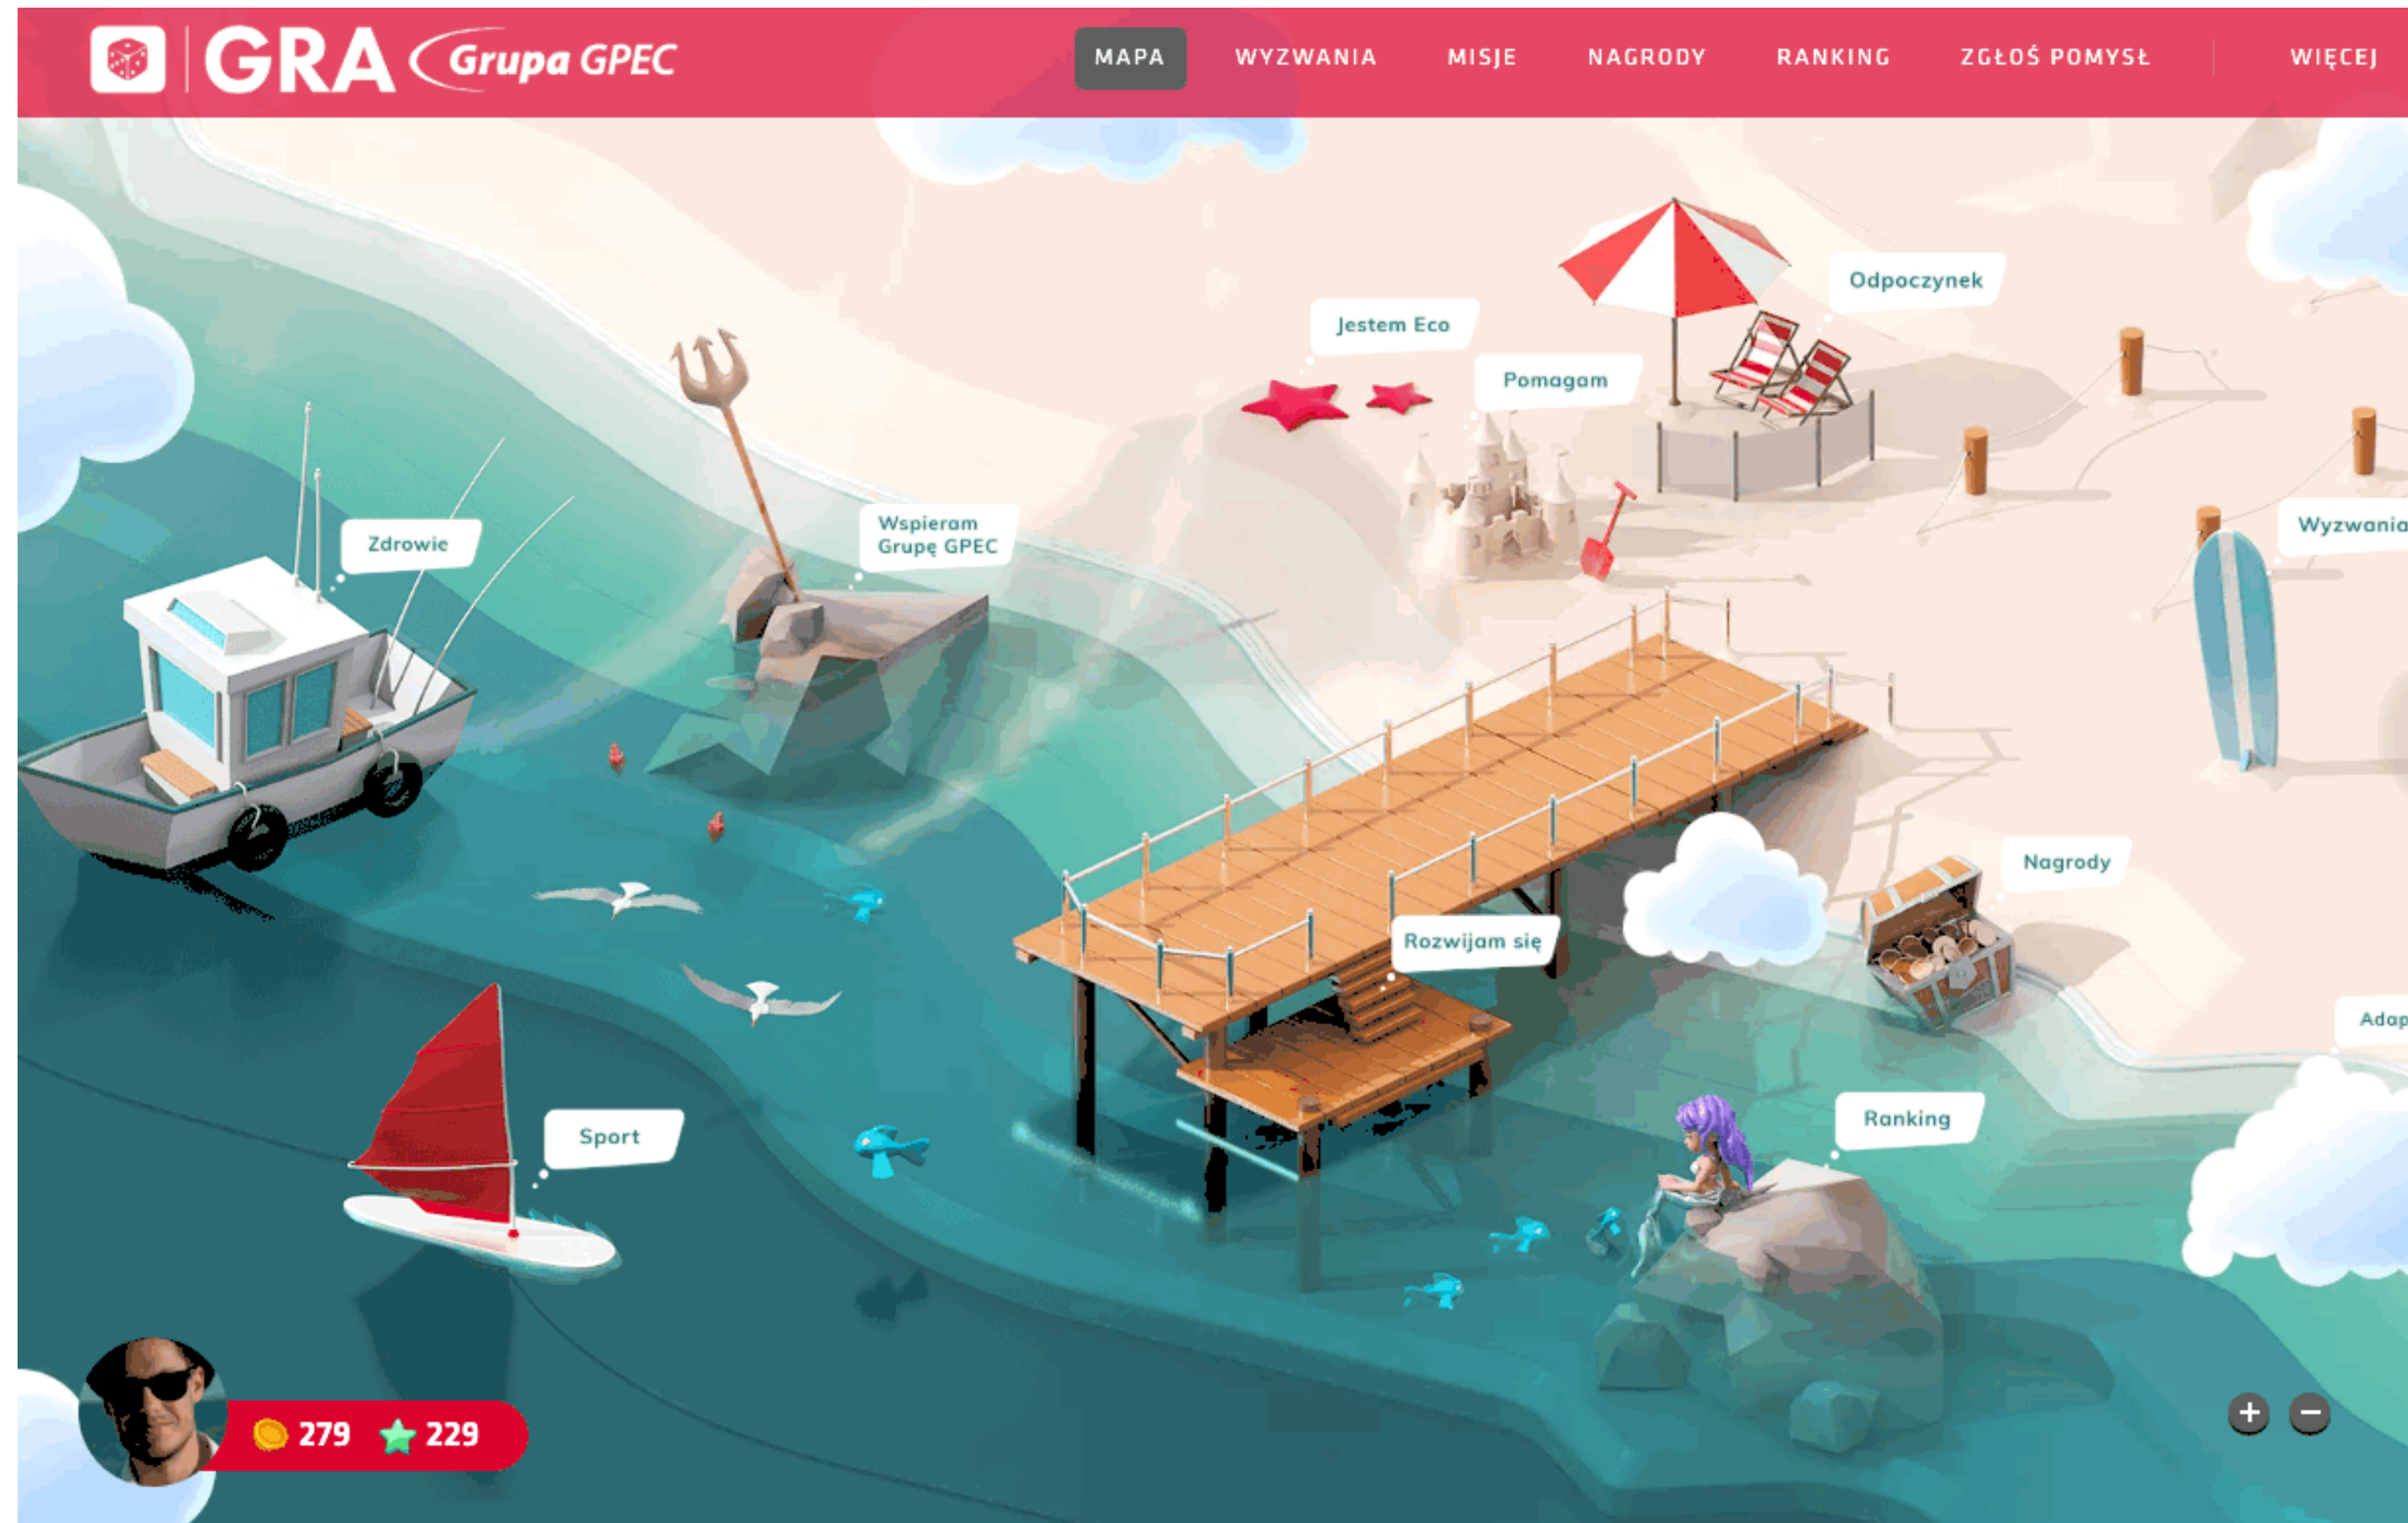 GRA Grupa GPEC
MAPA
WYZWANIA
MISJE
NAGRODY
RANKING
ZGŁOŚ POMYSŁ
WIĘCEJ
Odpoczynek
Jestem Eco
Pomagam
Wspieram
Grupę GPEC
Zdrowie
Wyzwania
Nagrody
Rozwijam się
Adap
Ranking
Sport
279
229